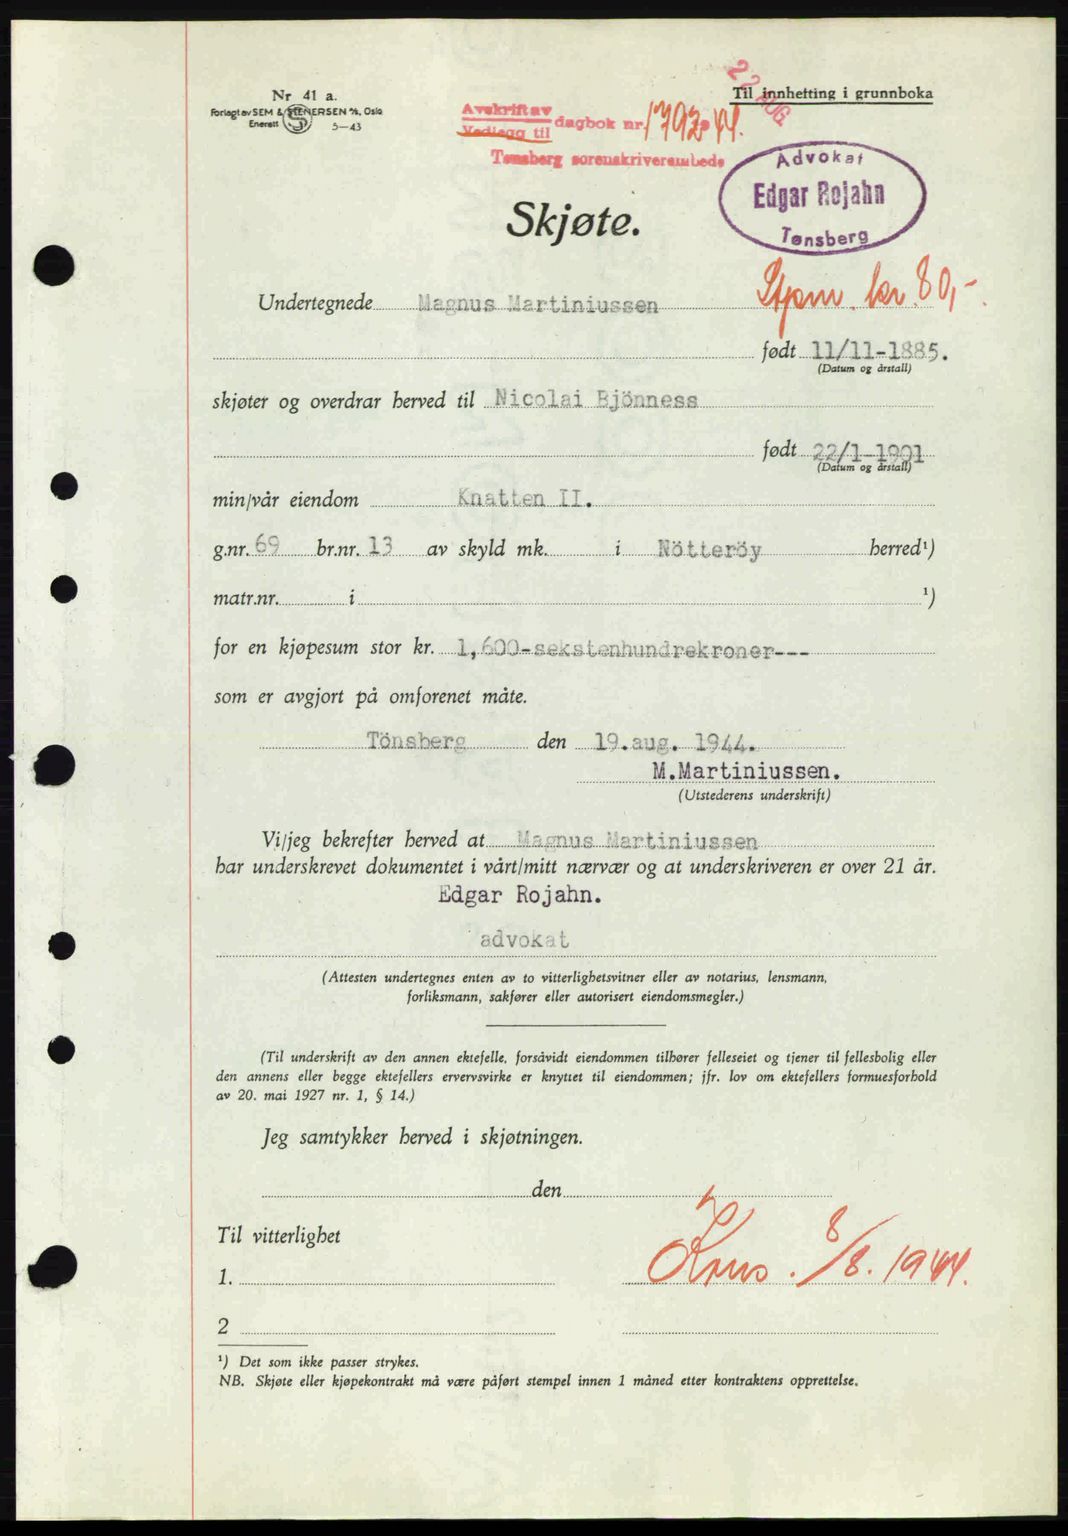 Nr 41 a.
Forlagt av SEM & STENERSEN A/S, Oslo
Enerett 5—43
22 AUG.
Til innhefting i grunnboka
Avskrift av
Vedlegg til dagbok nr. 1792 44.
Tønsberg sorenskriverembede
Advokat
Edgar Rojahn
Tønsberg
Skjøte.
Stpm. kr. 80,-.
Undertegnede Magnus Martiniussen
født 11/11-1885.
(Datum og årstall)
skjøter og overdrar herved til Nicolai Bjönness
født 22/1-1901
(Datum og årstall)
min/vår eiendom Knatten II.
g.nr. 69 br.nr. 13 av skyld mk. i Nötteröy herred¹)
matr.nr. i ¹)
for en kjøpesum stor kr. 1,600-sekstenhundrekroner---
som er avgjort på omforenet måte.
Tönsberg den 19.aug. 1944.
M.Martiniussen.
(Utstederens underskrift)
Vi/jeg bekrefter herved at Magnus Martiniussen
har underskrevet dokumentet i vårt/mitt nærvær og at underskriveren er over 21 år.
Edgar Rojahn.
advokat
(Attesten undertegnes enten av to vitterlighetsvitner eller av notarius, lensmann,
forliksmann, sakfører eller autorisert eiendomsmegler.)
(Til underskrift av den annen ektefelle, forsåvidt eiendommen tilhører felleseiet og tjener til fellesbolig eller
den annens eller begge ektefellers ervervsvirke er knyttet til eiendommen; jfr. lov om ektefellers formuesforhold
av 20. mai 1927 nr. 1, § 14.)
Jeg samtykker herved i skjøtningen.
den
Til vitterlighet
8/8. 1944.
1.
2
¹) Det som ikke passer strykes.
NB. Skjøte eller kjøpekontrakt må være påført stempel innen 1 måned etter kontraktens opprettelse.